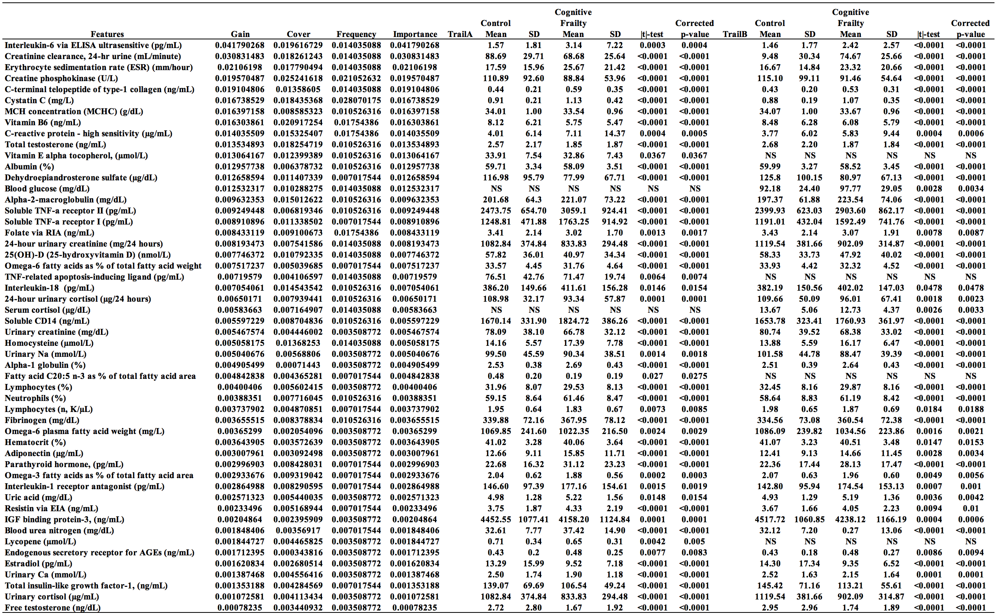 Cognitive Cognitive
Control Frailty Corrected Control Frailty Corrected
Features Gain Cover Frequency Importance TrailA Mean SD Mean SD |t|-test p-value TrailB Mean SD Mean SD |t|-test p-value
Interleukin-6 via ELISA ultrasensitive (pg/mL) 0.041790268 0.019616729 0.014035088 0.041790268 1.57 1.81 3.14 7.22 0.0003 0.0004 1.46 1.77 2.42 2.57 <0.0001 <0.0001
Creatinine clearance, 24-hr urine (mL/minute) 0.030831483 0.018261243 0.014035088 0.030831483 88.69 29.71 68.68 25.64 <0.0001 <0.0001 9.48 30.34 74.67 25.66 <0.0001 <0.0001
Erythrocyte sedimentation rate (ESR) (mm/hour) 0.02106198 0.017790494 0.014035088 0.02106198 17.59 15.96 25.67 21.42 <0.0001 <0.0001 16.67 14.84 23.32 20.66 <0.0001 <0.0001
Creatine phosphokinase (U/L) 0.019570487 0.025241618 0.021052632 0.019570487 110.89 92.60 88.84 53.96 <0.0001 <0.0001 115.10 99.11 91.46 54.64 <0.0001 <0.0001
C-terminal telopeptide of type-1 collagen (ng/mL) 0.019104806 0.01358605 0.014035088 0.019104806 0.44 0.21 0.59 0.35 <0.0001 <0.0001 0.43 0.20 0.53 0.31 <0.0001 <0.0001
Cystatin C (mg/L) 0.016738529 0.018435368 0.028070175 0.016738529 0.91 0.21 1.13 0.42 <0.0001 <0.0001 0.88 0.19 1.07 0.35 <0.0001 <0.0001
MCH concentration (MCHC) (g/dL) 0.016397158 0.008585323 0.010526316 0.016397158 34.01 1.00 33.54 0.96 <0.0001 <0.0001 34.07 1.00 33.67 0.96 <0.0001 <0.0001
Vitamin B6 (ng/mL) 0.016303861 0.020917254 0.01754386 0.016303861 8.12 6.21 5.75 5.47 <0.0001 <0.0001 8.48 6.28 6.08 5.79 <0.0001 <0.0001
C-reactive protein - high sensitivity (µg/mL) 0.014035509 0.015325407 0.01754386 0.014035509 4.01 6.14 7.11 14.37 0.0004 0.0005 3.77 6.02 5.83 9.44 0.0004 0.0006
Total testosterone (ng/mL) 0.013534893 0.018254719 0.010526316 0.013534893 2.57 2.17 1.85 1.87 <0.0001 <0.0001 2.68 2.20 1.87 1.84 <0.0001 <0.0001
Vitamin E alpha tocopherol, (µmol/L) 0.013064167 0.012399389 0.010526316 0.013064167 33.91 7.54 32.86 7.43 0.0367 0.0367 NS NS NS NS NS NS
Albumin (%) 0.012957738 0.006378732 0.010526316 0.012957738 59.71 3.34 58.09 3.51 <0.0001 <0.0001 59.99 3.27 58.52 3.45 <0.0001 <0.0001
Dehydroepiandrosterone sulfate (µg/dL) 0.012658594 0.011407339 0.007017544 0.012658594 116.98 95.79 77.99 67.71 <0.0001 <0.0001 125.8 100.15 80.97 67.13 <0.0001 <0.0001
Blood glucose (mg/dL) 0.012532317 0.010288275 0.014035088 0.012532317 NS NS NS NS NS NS 92.18 24.40 97.77 29.05 0.0028 0.0034
Alpha-2-macroglobulin (mg/dL) 0.009632353 0.015012622 0.010526316 0.009632353 201.68 64.3 221.07 73.22 <0.0001 <0.0001 197.37 61.88 223.54 74.06 <0.0001 <0.0001
Soluble TNF-a receptor II (pg/mL) 0.009249448 0.006819346 0.010526316 0.009249448 2473.75 654.70 3059.1 924.41 <0.0001 <0.0001 2399.93 623.03 2903.60 862.17 <0.0001 <0.0001
Soluble TNF-a receptor I (pg/mL) 0.008910896 0.011338502 0.007017544 0.008910896 1248.81 471.88 1763.25 914.92 <0.0001 <0.0001 1191.01 432.04 1592.49 741.76 <0.0001 <0.0001
Folate via RIA (ng/mL) 0.008433119 0.009100673 0.01754386 0.008433119 3.41 2.14 3.02 1.70 0.0013 0.0017 3.43 2.14 3.07 1.91 0.0078 0.0087
24-hour urinary creatinine (mg/24 hours) 0.008193473 0.007541586 0.014035088 0.008193473 1082.84 374.84 833.83 294.48 <0.0001 <0.0001 1119.54 381.66 902.09 314.87 <0.0001 <0.0001
25(OH)-D (25-hydroxyvitamin D) (nmol/L) 0.007746372 0.010792335 0.014035088 0.007746372 57.82 36.01 40.97 34.34 <0.0001 <0.0001 58.33 33.73 47.92 40.02 <0.0001 <0.0001
Omega-6 fatty acids as % of total fatty acid weight 0.007517237 0.005039685 0.007017544 0.007517237 33.57 4.45 31.76 4.64 <0.0001 <0.0001 33.93 4.42 32.32 4.52 <0.0001 <0.0001
TNF-related apoptosis-inducing ligand (pg/mL) 0.00719579 0.004106597 0.014035088 0.00719579 76.51 42.76 71.47 19.74 0.0064 0.0074 NS NS NS NS NS NS
Interleukin-18 (pg/mL) 0.007054061 0.014543542 0.010526316 0.007054061 386.20 149.66 411.61 156.28 0.0146 0.0154 382.19 150.56 402.02 147.03 0.0478 0.0478
24-hour urinary cortisol (µg/24 hours) 0.00650171 0.007939441 0.010526316 0.00650171 108.98 32.17 93.34 57.87 0.0001 0.0001 109.66 50.09 96.01 67.41 0.0018 0.0023
Serum cortisol (µg/dL) 0.00583663 0.007164907 0.014035088 0.00583663 NS NS NS NS NS NS 13.67 5.06 12.73 4.37 0.0026 0.0033
Soluble CD14 (ng/mL) 0.005597229 0.008704836 0.010526316 0.005597229 1670.14 331.90 1824.72 386.26 <0.0001 <0.0001 1653.78 323.41 1760.93 361.97 <0.0001 <0.0001
Urinary creatinine (mg/dL) 0.005467574 0.004446002 0.003508772 0.005467574 78.09 38.10 66.78 32.12 <0.0001 <0.0001 80.74 39.52 68.38 33.02 <0.0001 <0.0001
Homocysteine (µmol/L) 0.005058175 0.01368253 0.014035088 0.005058175 14.16 5.57 17.39 7.78 <0.0001 <0.0001 13.88 5.59 16.17 6.47 <0.0001 <0.0001
Urinary Na (mmol/L) 0.005040676 0.00568806 0.003508772 0.005040676 99.50 45.59 90.34 38.51 0.0014 0.0018 101.58 44.78 88.47 39.39 <0.0001 <0.0001
Alpha-1 globulin (%) 0.004905499 0.00071443 0.003508772 0.004905499 2.53 0.38 2.69 0.43 <0.0001 <0.0001 2.51 0.39 2.64 0.43 <0.0001 <0.0001
Fatty acid C20:5 n-3 as % of total fatty acid area 0.004842838 0.004365281 0.007017544 0.004842838 0.48 0.20 0.19 0.19 0.027 0.0275 NS NS NS NS NS NS
Lymphocytes (%) 0.00400406 0.005602415 0.003508772 0.00400406 31.96 8.07 29.53 8.13 <0.0001 <0.0001 32.45 8.16 29.87 8.16 <0.0001 <0.0001
Neutrophils (%) 0.00388351 0.007716045 0.010526316 0.00388351 59.15 8.64 61.46 8.47 <0.0001 <0.0001 58.64 8.83 61.19 8.42 <0.0001 <0.0001
Lymphocytes (n, K/µL) 0.003737902 0.004870851 0.007017544 0.003737902 1.95 0.64 1.83 0.67 0.0073 0.0085 1.98 0.65 1.87 0.69 0.0184 0.0188
Fibrinogen (mg/dL) 0.003655515 0.008378834 0.010526316 0.003655515 339.88 72.16 367.95 78.12 <0.0001 <0.0001 334.56 73.08 360.54 72.38 <0.0001 <0.0001
Omega-6 plasma fatty acid weight (mg/L) 0.00365299 0.002054096 0.003508772 0.00365299 1069.85 241.60 1022.35 216.50 0.0024 0.0029 1086.09 239.82 1034.56 223.86 0.0016 0.0021
Hematocrit (%) 0.003643905 0.003572639 0.003508772 0.003643905 41.02 3.28 40.06 3.64 <0.0001 <0.0001 41.07 3.23 40.51 3.48 0.0147 0.0153
Adiponectin (µg/mL) 0.003007961 0.003092498 0.003508772 0.003007961 12.66 9.11 15.85 11.71 <0.0001 <0.0001 12.41 9.13 14.66 11.45 0.0028 0.0034
Parathyroid hormone, (pg/mL) 0.002996903 0.008428031 0.007017544 0.002996903 22.68 16.32 31.12 23.23 <0.0001 <0.0001 22.36 17.44 28.13 17.47 <0.0001 <0.0001
Omega-3 fatty acids as % of total fatty acid area 0.002933676 0.009319042 0.007017544 0.002933676 2.04 0.62 1.88 0.56 0.0002 0.0003 2.07 0.63 1.96 0.60 0.0049 0.0056
Interleukin-1 receptor antagonist (pg/mL) 0.002864988 0.008290595 0.007017544 0.002864988 146.60 97.39 177.16 154.61 0.0015 0.0019 142.80 95.94 174.54 153.13 0.0007 0.001
Uric acid (mg/dL) 0.002571323 0.005440035 0.003508772 0.002571323 4.98 1.28 5.22 1.56 0.0148 0.0154 4.93 1.29 5.19 1.36 0.0036 0.0042
Resistin via EIA (ng/mL) 0.00233496 0.005168944 0.007017544 0.00233496 3.75 1.87 4.33 2.19 <0.0001 <0.0001 3.67 1.66 4.05 2.23 0.0094 0.01
IGF binding protein-3, (ng/mL) 0.00204864 0.002395909 0.003508772 0.00204864 4452.55 1077.41 4158.20 1124.84 0.0001 0.0001 4517.72 1060.85 4238.12 1166.19 0.0004 0.0006
Blood urea nitrogen (mg/dL) 0.001848406 0.00356917 0.007017544 0.001848406 32.61 7.77 37.42 14.90 <0.0001 <0.0001 32.12 7.20 0.27 13.06 <0.0001 <0.0001
Lycopene (µmol/L) 0.001844727 0.004465825 0.003508772 0.001844727 0.71 0.34 0.65 0.31 0.0042 0.005 NS NS NS NS NS NS
Endogenous secretory receptor for AGEs (ng/mL) 0.001712395 0.000343816 0.003508772 0.001712395 0.43 0.2 0.48 0.25 0.0077 0.0083 0.43 0.18 0.48 0.27 0.0086 0.0094
Estradiol (pg/mL) 0.001620834 0.002680514 0.003508772 0.001620834 13.29 15.99 9.52 7.18 <0.0001 <0.0001 14.30 17.34 9.35 6.52 <0.0001 <0.0001
Urinary Ca (mmol/L) 0.001387468 0.004556416 0.003508772 0.001387468 2.50 1.74 1.90 1.18 <0.0001 <0.0001 2.52 1.63 2.15 1.64 0.0001 0.0001
Total insulin-like growth factor-1, (ng/mL) 0.001353188 0.004284569 0.007017544 0.001353188 139.07 69.69 106.54 49.24 <0.0001 <0.0001 145.42 71.16 113.21 55.61 <0.0001 <0.0001
Urinary cortisol (µg/mL) 0.001072581 0.004113434 0.003508772 0.001072581 1082.84 374.84 833.83 294.48 <0.0001 <0.0001 1119.54 381.66 902.09 314.87 <0.0001 <0.0001
Free testosterone (ng/dL) 0.00078235 0.003440932 0.003508772 0.00078235 2.72 2.80 1.67 1.92 <0.0001 <0.0001 2.95 2.96 1.74 1.89 <0.0001 <0.0001